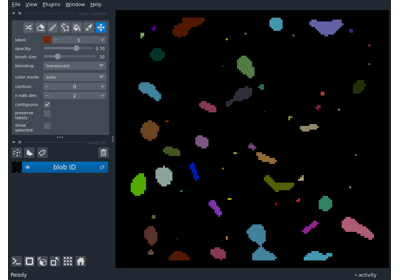 File View Plugins Window Help
label: 1
opacity: 0.70
brush size: 10
blending: translucent
color mode: auto
contour: 0
n edit dim: 2
contiguous:
preserve
labels:
show
selected:
blob ID
Ready
activity